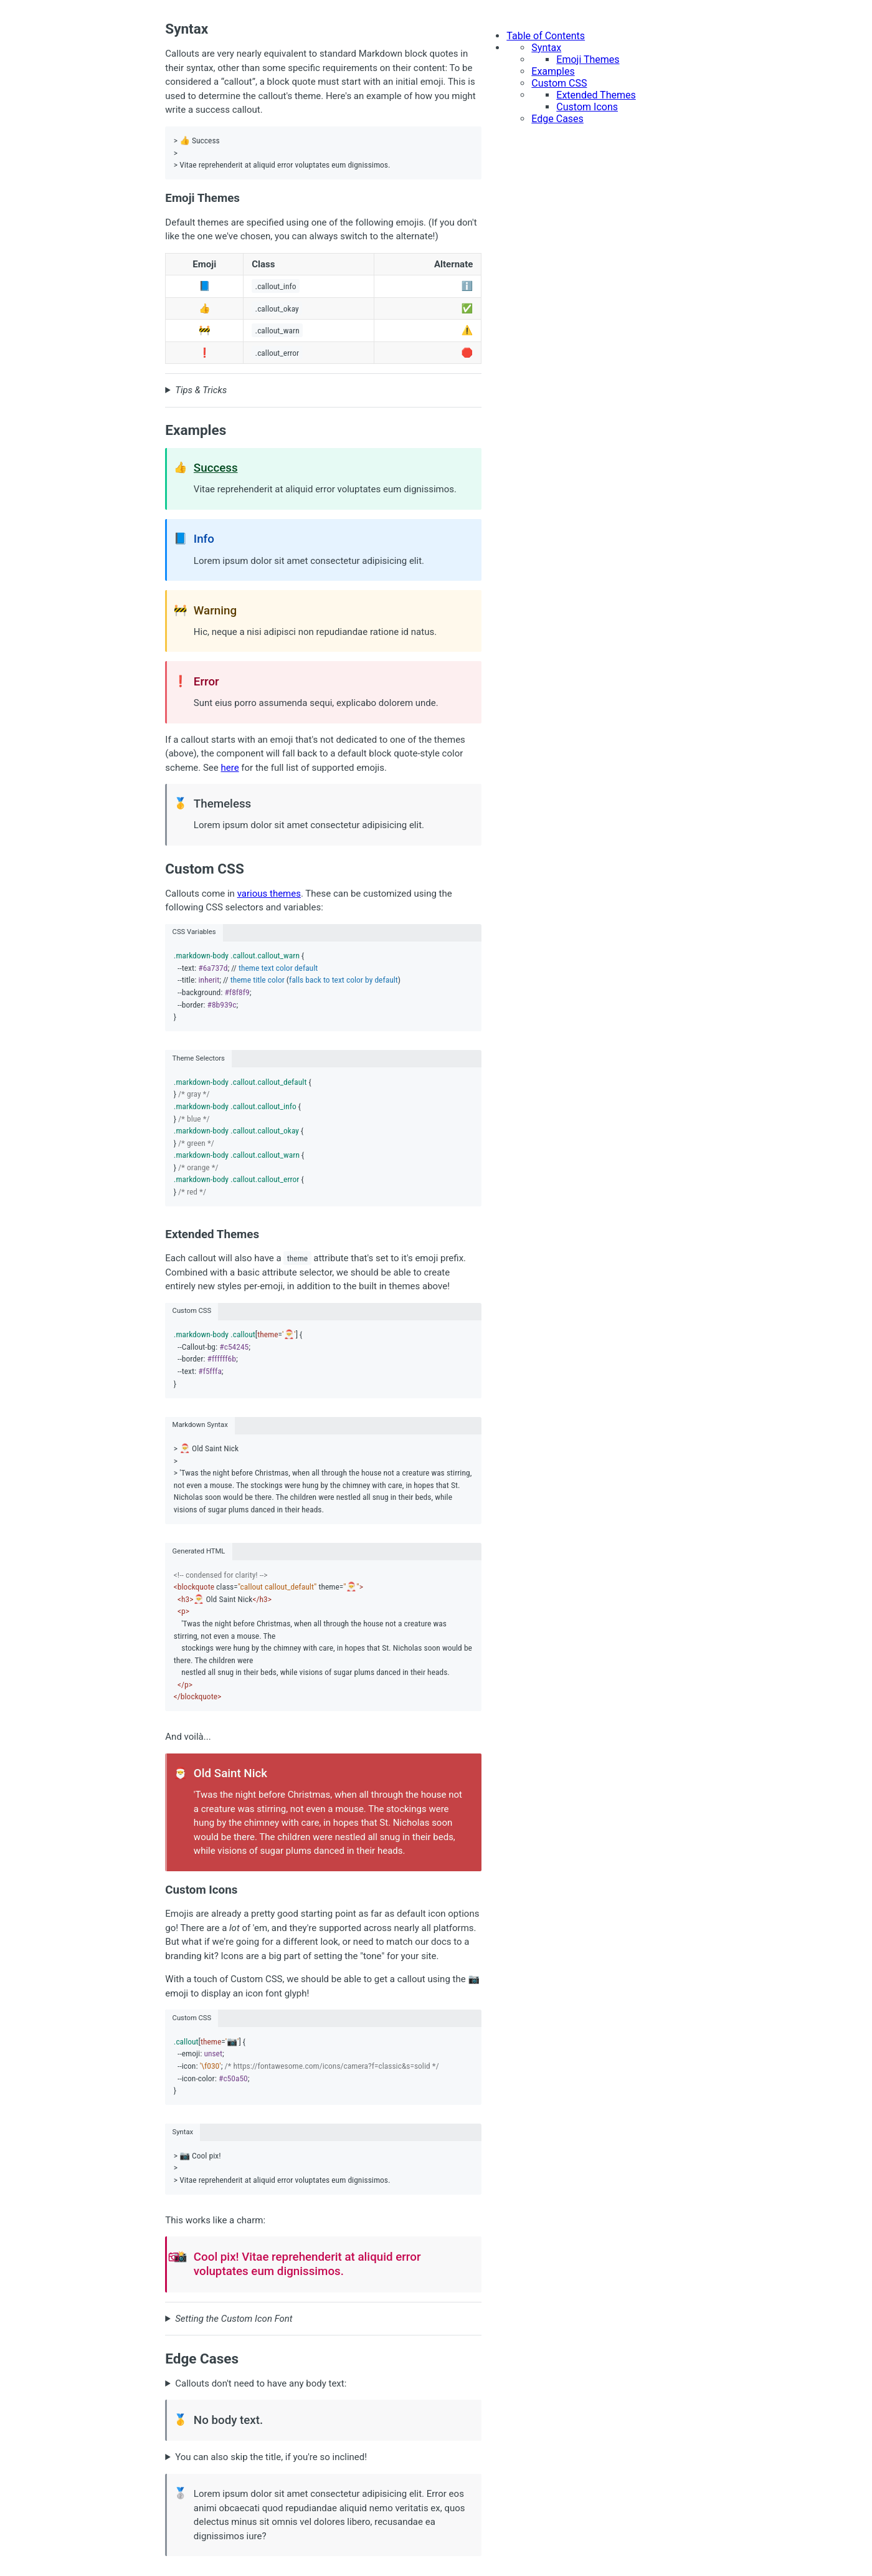 Syntax
Callouts are very nearly equivalent to standard Markdown block quotes in
their syntax, other than some specific requirements on their content: To be
considered a “callout”, a block quote must start with an initial emoji. This is
used to determine the callout's theme. Here's an example of how you might
write a success callout.
> 👍 Success
>
> Vitae reprehenderit at aliquid error voluptates eum dignissimos.
Emoji Themes
Default themes are specified using one of the following emojis. (If you don't
like the one we've chosen, you can always switch to the alternate!)
Emoji Class Alternate
📘 .callout_info ℹ️
👍 .callout_okay ✅
🚧 .callout_warn ⚠️
❗ .callout_error 🛑
Tips & Tricks
Examples
👍 Success
Vitae reprehenderit at aliquid error voluptates eum dignissimos.
📘 Info
Lorem ipsum dolor sit amet consectetur adipisicing elit.
🚧 Warning
Hic, neque a nisi adipisci non repudiandae ratione id natus.
❗ Error
Sunt eius porro assumenda sequi, explicabo dolorem unde.
If a callout starts with an emoji that's not dedicated to one of the themes
(above), the component will fall back to a default block quote-style color
scheme. See here for the full list of supported emojis.
🥇 Themeless
Lorem ipsum dolor sit amet consectetur adipisicing elit.
Custom CSS
Callouts come in various themes. These can be customized using the
following CSS selectors and variables:
CSS Variables
.markdown-body .callout.callout_warn {
--text: #6a737d; // theme text color default
--title: inherit; // theme title color (falls back to text color by default)
--background: #f8f8f9;
--border: #8b939c;
}
Theme Selectors
.markdown-body .callout.callout_default {
} /* gray */
.markdown-body .callout.callout_info {
} /* blue */
.markdown-body .callout.callout_okay {
} /* green */
.markdown-body .callout.callout_warn {
} /* orange */
.markdown-body .callout.callout_error {
} /* red */
Extended Themes
Each callout will also have a theme attribute that's set to it's emoji prefix.
Combined with a basic attribute selector, we should be able to create
entirely new styles per-emoji, in addition to the built in themes above!
Custom CSS
.markdown-body .callout[theme='🎅'] {
--Callout-bg: #c54245;
--border: #ffffff6b;
--text: #f5fffa;
}
Markdown Syntax
> 🎅 Old Saint Nick
>
> 'Twas the night before Christmas, when all through the house not a creature was stirring,
not even a mouse. The stockings were hung by the chimney with care, in hopes that St.
Nicholas soon would be there. The children were nestled all snug in their beds, while
visions of sugar plums danced in their heads.
Generated HTML
<!-- condensed for clarity! -->
<blockquote class="callout callout_default" theme="🎅">
<h3>🎅 Old Saint Nick</h3>
<p>
'Twas the night before Christmas, when all through the house not a creature was
stirring, not even a mouse. The
stockings were hung by the chimney with care, in hopes that St. Nicholas soon would be
there. The children were
nestled all snug in their beds, while visions of sugar plums danced in their heads.
</p>
</blockquote>
And voilà...
🎅 Old Saint Nick
'Twas the night before Christmas, when all through the house not
a creature was stirring, not even a mouse. The stockings were
hung by the chimney with care, in hopes that St. Nicholas soon
would be there. The children were nestled all snug in their beds,
while visions of sugar plums danced in their heads.
Custom Icons
Emojis are already a pretty good starting point as far as default icon options
go! There are a lot of 'em, and they're supported across nearly all platforms.
But what if we're going for a different look, or need to match our docs to a
branding kit? Icons are a big part of setting the "tone" for your site.
With a touch of Custom CSS, we should be able to get a callout using the 📷
emoji to display an icon font glyph!
Custom CSS
.callout[theme='📷'] {
--emoji: unset;
--icon: '\f030'; /* https://fontawesome.com/icons/camera?f=classic&s=solid */
--icon-color: #c50a50;
}
Syntax
> 📷 Cool pix!
>
> Vitae reprehenderit at aliquid error voluptates eum dignissimos.
This works like a charm:
📸 Cool pix! Vitae reprehenderit at aliquid error
voluptates eum dignissimos.
Setting the Custom Icon Font
Edge Cases
Callouts don't need to have any body text:
🥇 No body text.
You can also skip the title, if you're so inclined!
🥈 Lorem ipsum dolor sit amet consectetur adipisicing elit. Error eos
animi obcaecati quod repudiandae aliquid nemo veritatis ex, quos
delectus minus sit omnis vel dolores libero, recusandae ea
dignissimos iure?
Table of Contents
Syntax
Emoji Themes
Examples
Custom CSS
Extended Themes
Custom Icons
Edge Cases